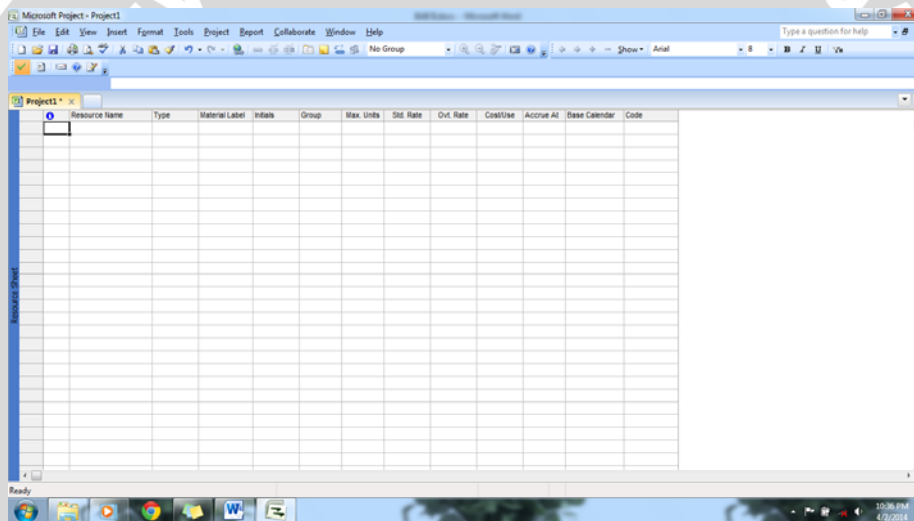 Microsoft Project - Project1
File Edit View Insert Format Tools Project Report Collaborate Window Help
Type a question for help
No Group
Show Arial 8 B I U
Project1 *
Resource Name Type Material Label Initials Group Max. Units Std. Rate Ovt. Rate Cost/Use Accrue At Base Calendar Code
Resource Sheet
Ready
10:36 PM
4/2/2014